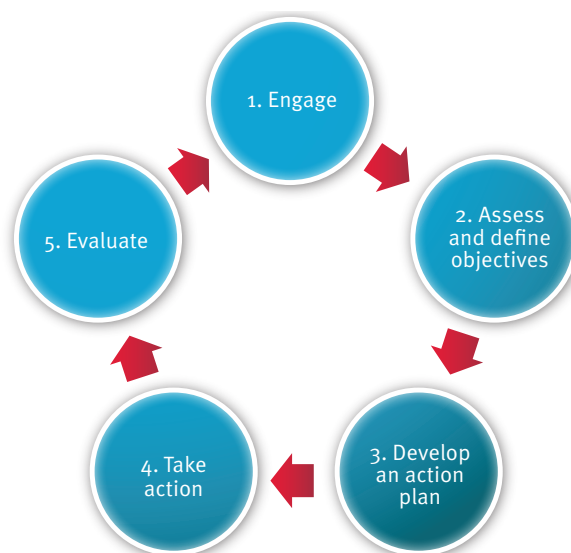 1. Engage
2. Assess
and define
objectives
3. Develop
an action
plan
4. Take
action
5. Evaluate